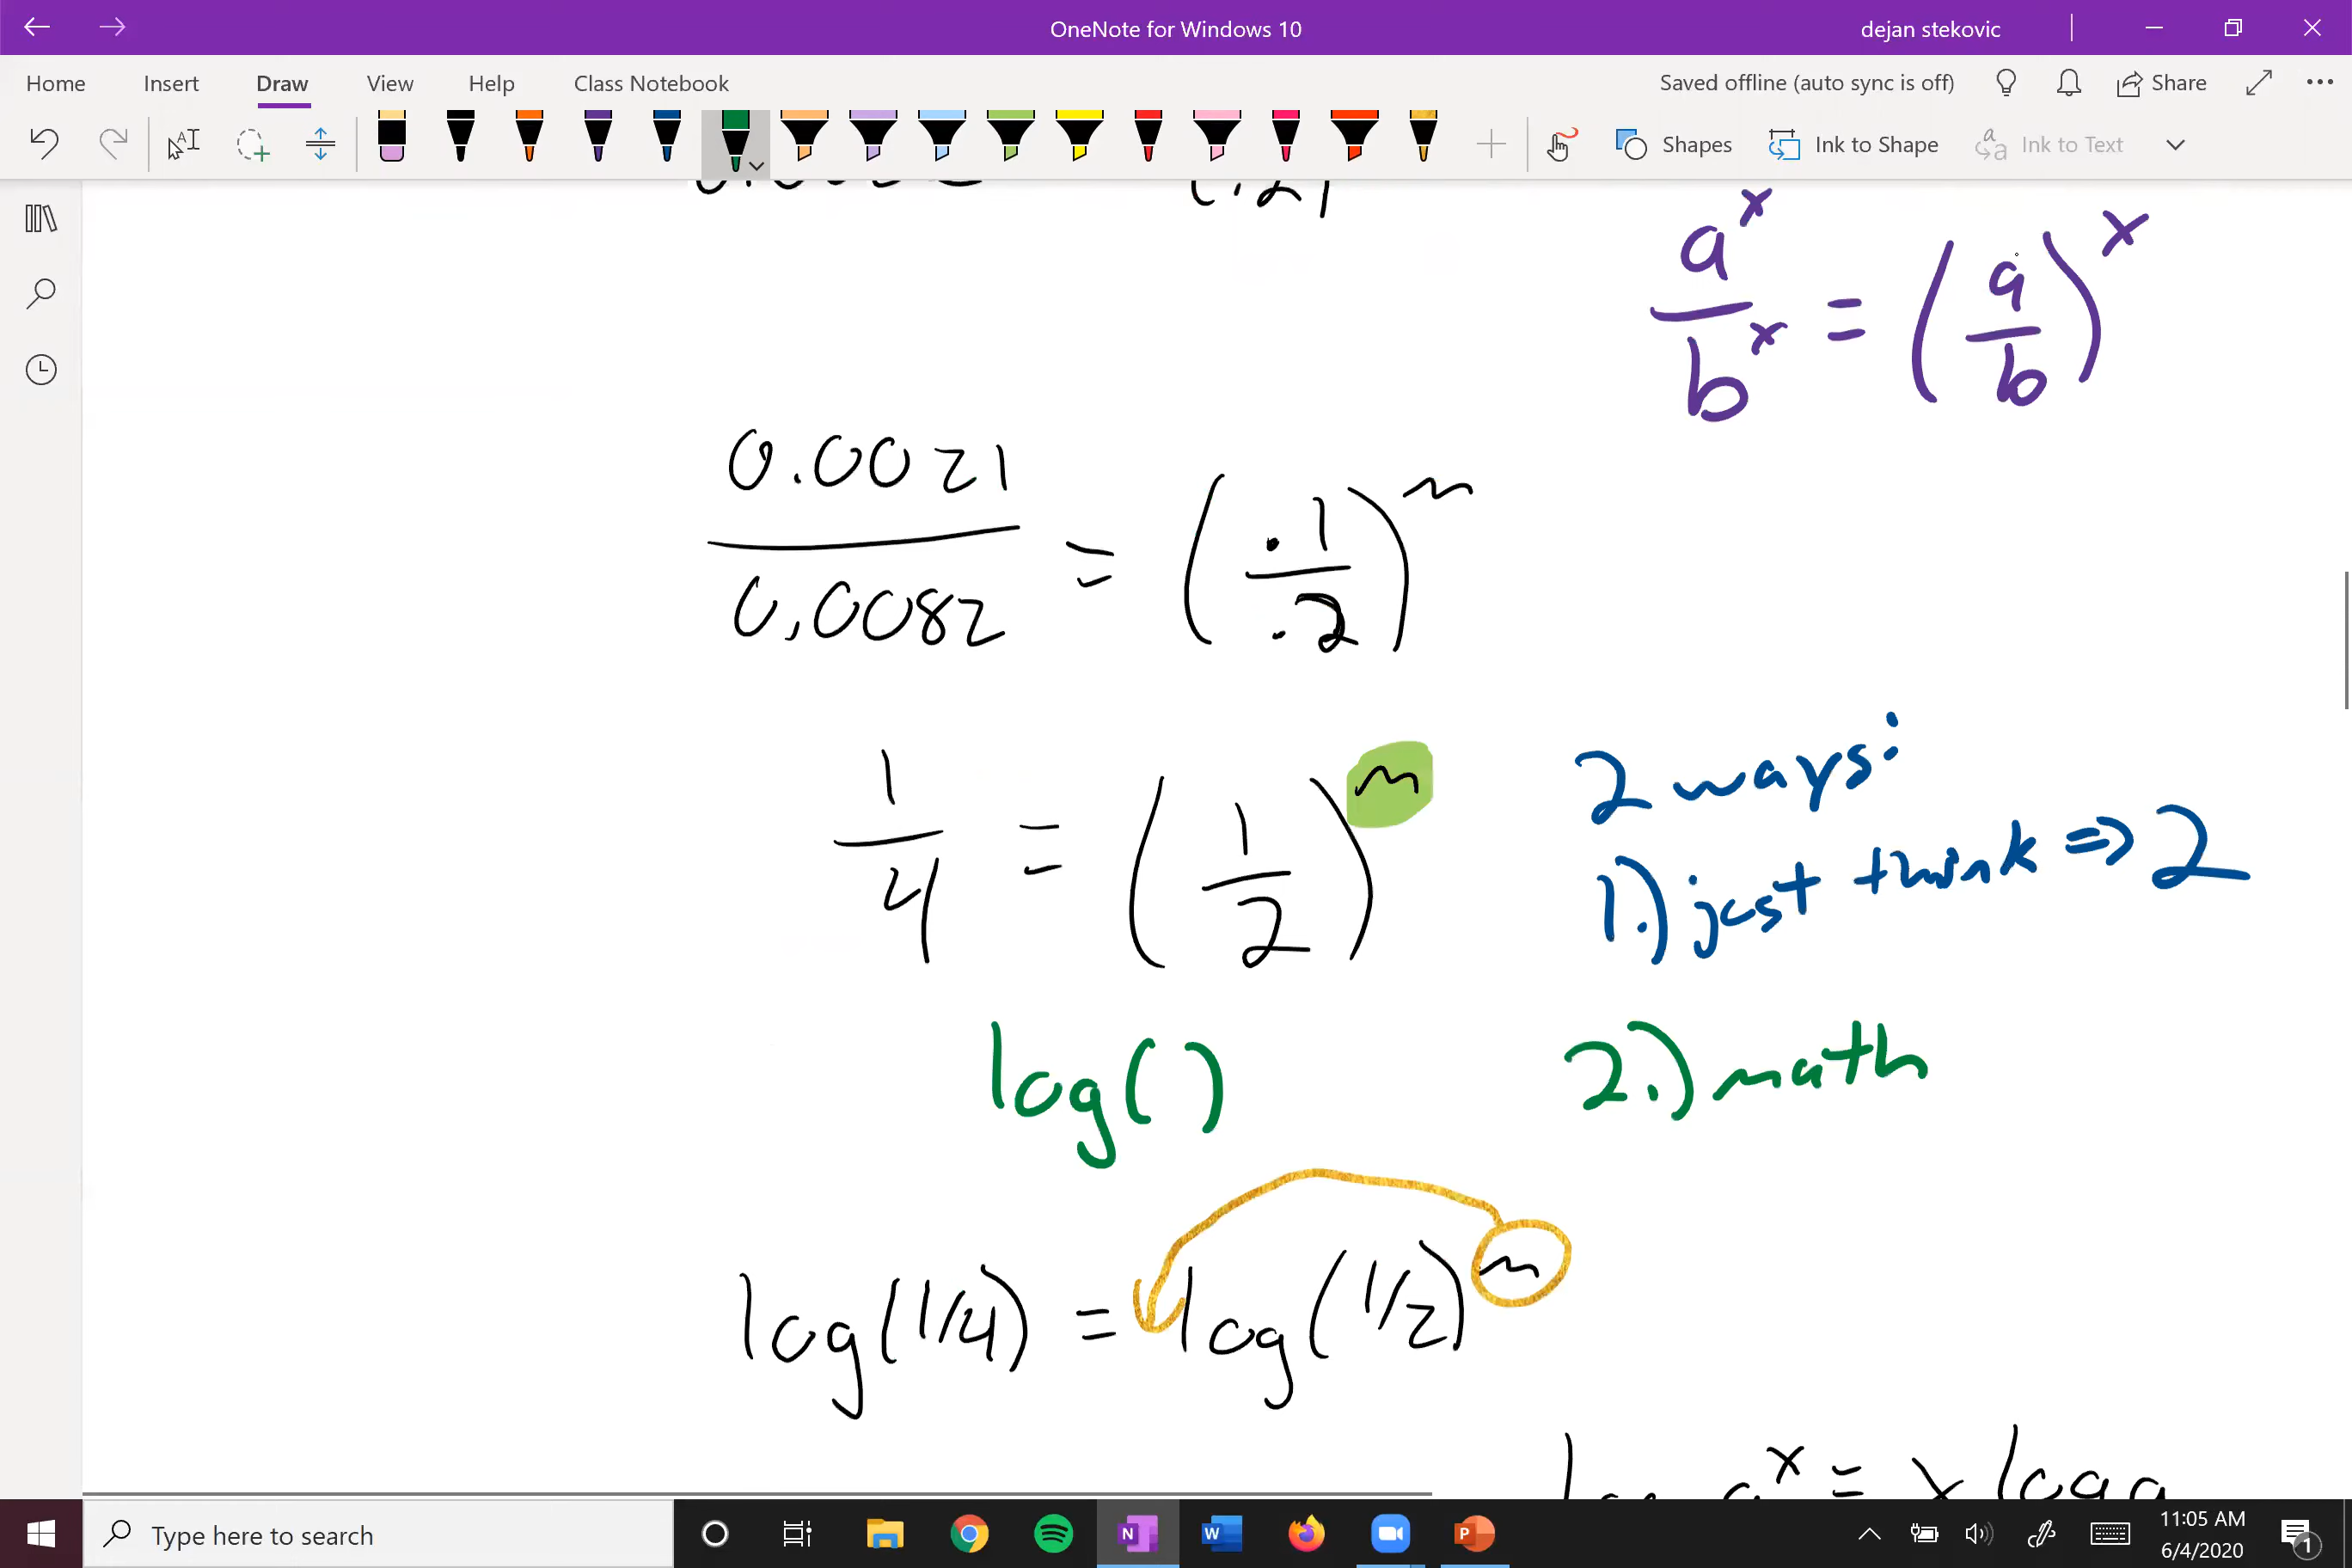 OneNote for Windows 10
dejan stekovic
Home Insert Draw View Help Class Notebook
Saved offline (auto sync is off) Share
Shapes Ink to Shape Ink to Text
a^x / b^x = (a/b)^x
0.0021 / 0.0082 = (.1/.2)^m
1/4 = (1/2)^m
2 ways:
1.) just think => 2
log( )
2.) math
log(1/4) = log(1/2)^m
a^x = x log a
Type here to search
11:05 AM
6/4/2020
1